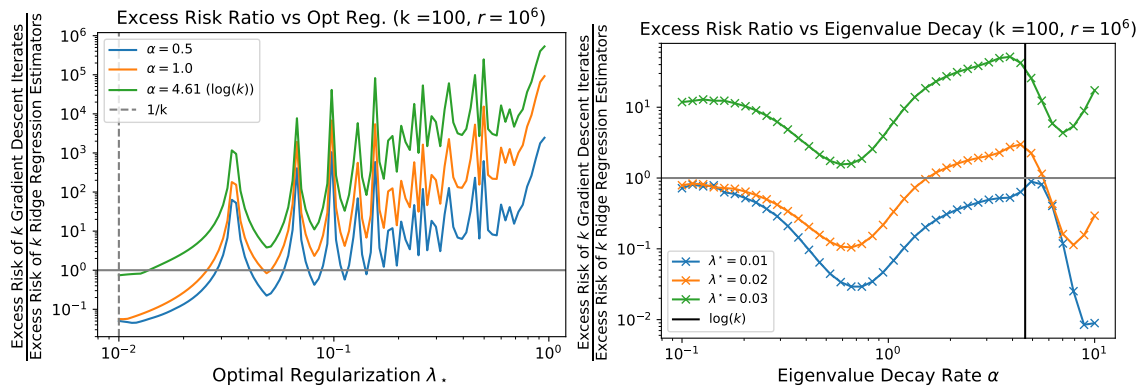 Excess Risk Ratio vs Opt Reg. (k =100, r = 10⁶)
Excess Risk of k Gradient Descent Iterates
Excess Risk of k Ridge Regression Estimators
10⁶
10⁵
10⁴
10³
10²
10¹
10⁰
10⁻¹
α = 0.5
α = 1.0
α = 4.61 (log(k))
1/k
10⁻²
10⁻¹
10⁰
Optimal Regularization λ⋆
Excess Risk Ratio vs Eigenvalue Decay (k =100, r = 10⁶)
Excess Risk of k Gradient Descent Iterates
Excess Risk of k Ridge Regression Estimators
10¹
10⁰
10⁻¹
10⁻²
λ* = 0.01
λ* = 0.02
λ* = 0.03
log(k)
10⁻¹
10⁰
10¹
Eigenvalue Decay Rate α